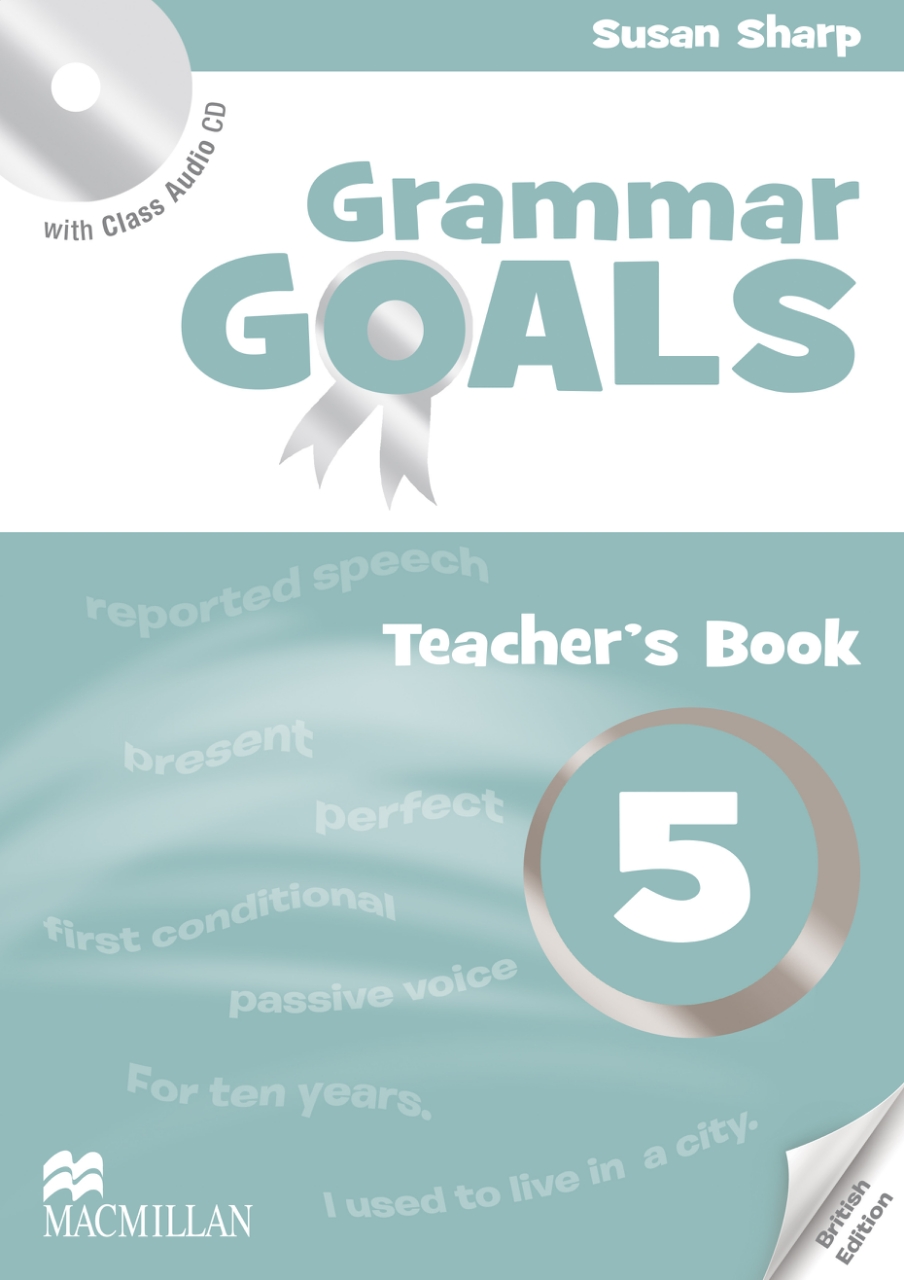 Susan Sharp
with Class Audio CD
Grammar
GOALS
reported speech
Teacher's Book
present
perfect
5
first conditional
passive voice
For ten years.
I used to live in a city.
MACMILLAN
British
Edition